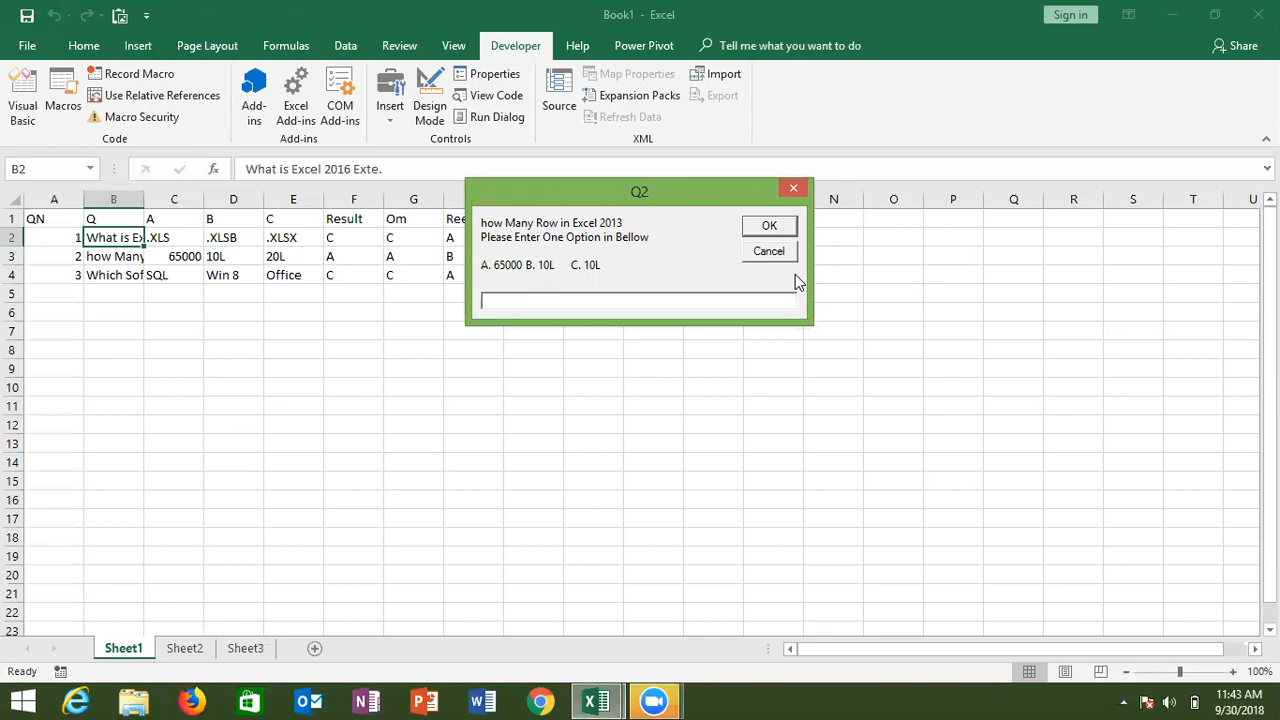 Book1 - Excel
Sign in
File Home Insert Page Layout Formulas Data Review View Developer Help Power Pivot Tell me what you want to do Share
Visual Basic
Macros
Record Macro
Use Relative References
Macro Security
Code
Add-ins
Excel Add-ins
COM Add-ins
Add-ins
Insert
Design Mode
Properties
View Code
Run Dialog
Controls
Source
Map Properties
Expansion Packs
Refresh Data
Import
Export
XML
B2
What is Excel 2016 Exte.
A B C D E F G N O P Q R S T U
1 QN Q A B C Result Om Ree
2 1 What is Ex .XLS .XLSB .XLSX C C A
3 2 how Many 65000 10L 20L A A B
4 3 Which Sof SQL Win 8 Office C C A
5
6
7
8
9
10
11
12
13
14
15
16
17
18
19
20
21
22
23
Q2
how Many Row in Excel 2013
Please Enter One Option in Bellow
A. 65000 B. 10L C. 10L
OK
Cancel
Sheet1 Sheet2 Sheet3
Ready
100%
11:43 AM
9/30/2018